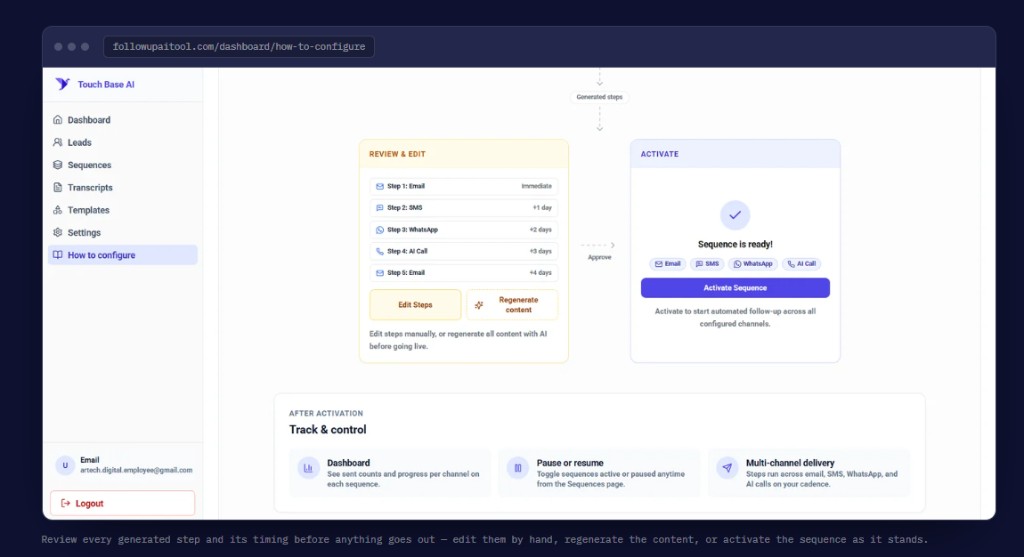 followupaitool.com/dashboard/how-to-configure
Touch Base AI
Dashboard
Leads
Sequences
Transcripts
Templates
Settings
How to configure
U
Email
artech.digital.employee@gmail.com
Logout
Generated steps
REVIEW & EDIT
Step 1: Email
Immediate
Step 2: SMS
+1 day
Step 3: WhatsApp
+2 days
Step 4: AI Call
+3 days
Step 5: Email
+4 days
Edit Steps
Regenerate
content
Edit steps manually, or regenerate all content with AI
before going live.
Approve
ACTIVATE
Sequence is ready!
Email
SMS
WhatsApp
AI Call
Activate Sequence
Activate to start automated follow-up across all
configured channels.
AFTER ACTIVATION
Track & control
Dashboard
See sent counts and progress per channel on
each sequence.
Pause or resume
Toggle sequences active or paused anytime
from the Sequences page.
Multi-channel delivery
Steps run across email, SMS, WhatsApp, and
AI calls on your cadence.
Review every generated step and its timing before anything goes out — edit them by hand, regenerate the content, or activate the sequence as it stands.